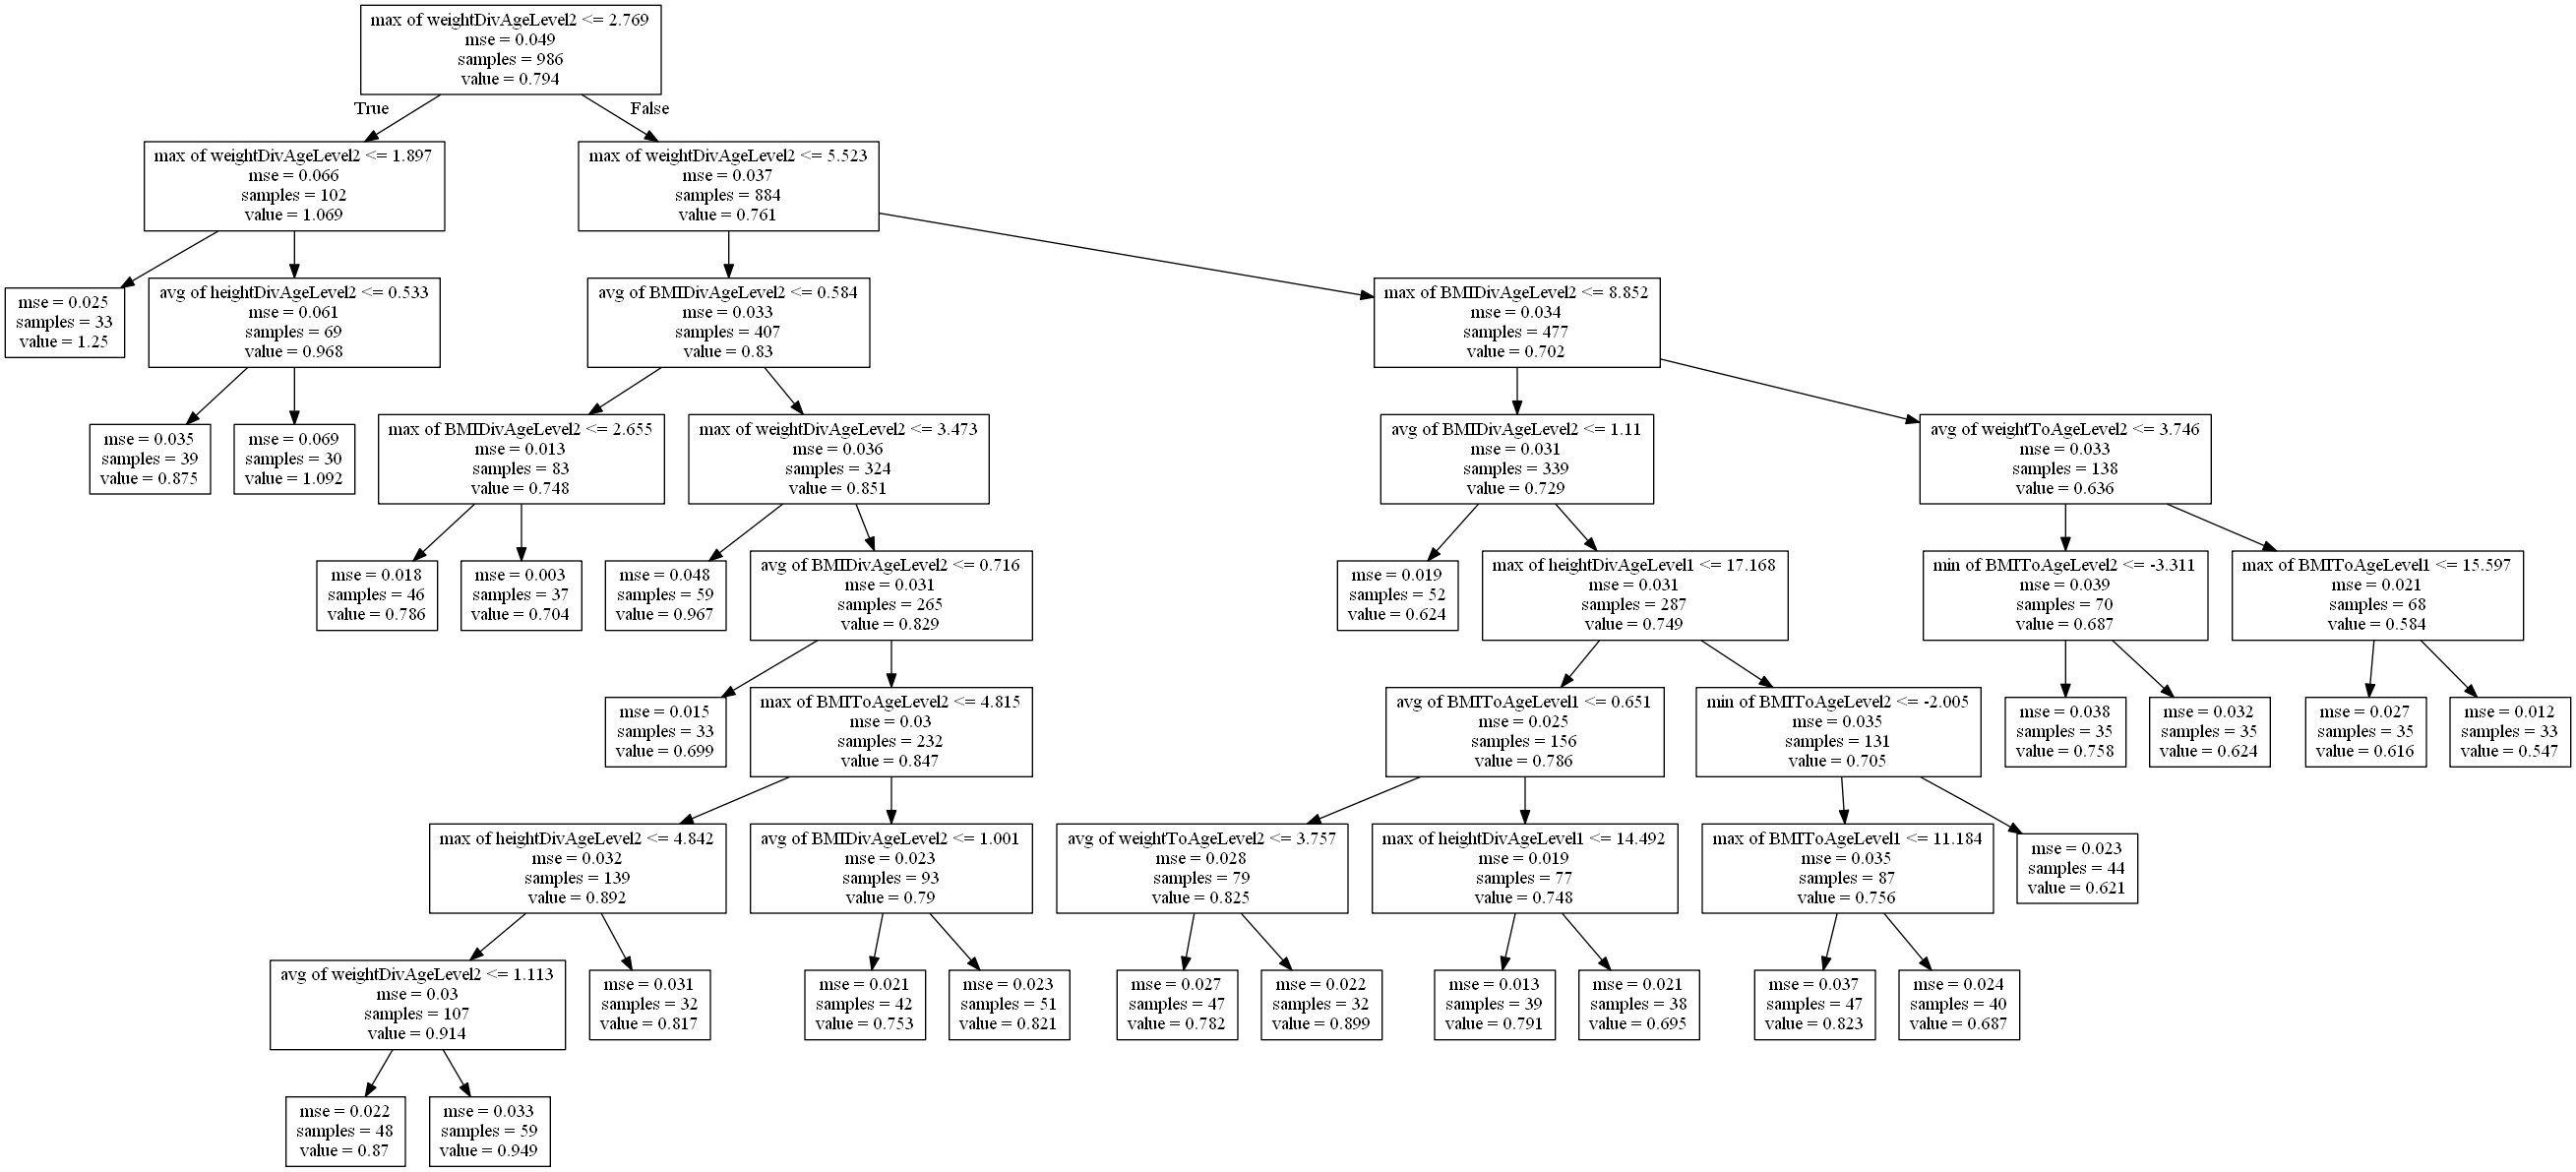 max of weightDivAgeLevel2 <= 2.769
mse = 0.049
samples = 986
value = 0.794
True
False
max of weightDivAgeLevel2 <= 1.897
mse = 0.066
samples = 102
value = 1.069
max of weightDivAgeLevel2 <= 5.523
mse = 0.037
samples = 884
value = 0.761
mse = 0.025
samples = 33
value = 1.25
avg of heightDivAgeLevel2 <= 0.533
mse = 0.061
samples = 69
value = 0.968
avg of BMIDivAgeLevel2 <= 0.584
mse = 0.033
samples = 407
value = 0.83
max of BMIDivAgeLevel2 <= 8.852
mse = 0.034
samples = 477
value = 0.702
mse = 0.035
samples = 39
value = 0.875
mse = 0.069
samples = 30
value = 1.092
max of BMIDivAgeLevel2 <= 2.655
mse = 0.013
samples = 83
value = 0.748
max of weightDivAgeLevel2 <= 3.473
mse = 0.036
samples = 324
value = 0.851
avg of BMIDivAgeLevel2 <= 1.11
mse = 0.031
samples = 339
value = 0.729
avg of weightToAgeLevel2 <= 3.746
mse = 0.033
samples = 138
value = 0.636
mse = 0.018
samples = 46
value = 0.786
mse = 0.003
samples = 37
value = 0.704
mse = 0.048
samples = 59
value = 0.967
avg of BMIDivAgeLevel2 <= 0.716
mse = 0.031
samples = 265
value = 0.829
mse = 0.019
samples = 52
value = 0.624
max of heightDivAgeLevel1 <= 17.168
mse = 0.031
samples = 287
value = 0.749
min of BMIToAgeLevel2 <= -3.311
mse = 0.039
samples = 70
value = 0.687
max of BMIToAgeLevel1 <= 15.597
mse = 0.021
samples = 68
value = 0.584
mse = 0.015
samples = 33
value = 0.699
max of BMIToAgeLevel2 <= 4.815
mse = 0.03
samples = 232
value = 0.847
avg of BMIToAgeLevel1 <= 0.651
mse = 0.025
samples = 156
value = 0.786
min of BMIToAgeLevel2 <= -2.005
mse = 0.035
samples = 131
value = 0.705
mse = 0.038
samples = 35
value = 0.758
mse = 0.032
samples = 35
value = 0.624
mse = 0.027
samples = 35
value = 0.616
mse = 0.012
samples = 33
value = 0.547
max of heightDivAgeLevel2 <= 4.842
mse = 0.032
samples = 139
value = 0.892
avg of BMIDivAgeLevel2 <= 1.001
mse = 0.023
samples = 93
value = 0.79
avg of weightToAgeLevel2 <= 3.757
mse = 0.028
samples = 79
value = 0.825
max of heightDivAgeLevel1 <= 14.492
mse = 0.019
samples = 77
value = 0.748
max of BMIToAgeLevel1 <= 11.184
mse = 0.035
samples = 87
value = 0.756
mse = 0.023
samples = 44
value = 0.621
avg of weightDivAgeLevel2 <= 1.113
mse = 0.03
samples = 107
value = 0.914
mse = 0.031
samples = 32
value = 0.817
mse = 0.021
samples = 42
value = 0.753
mse = 0.023
samples = 51
value = 0.821
mse = 0.027
samples = 47
value = 0.782
mse = 0.022
samples = 32
value = 0.899
mse = 0.013
samples = 39
value = 0.791
mse = 0.021
samples = 38
value = 0.695
mse = 0.037
samples = 47
value = 0.823
mse = 0.024
samples = 40
value = 0.687
mse = 0.022
samples = 48
value = 0.87
mse = 0.033
samples = 59
value = 0.949